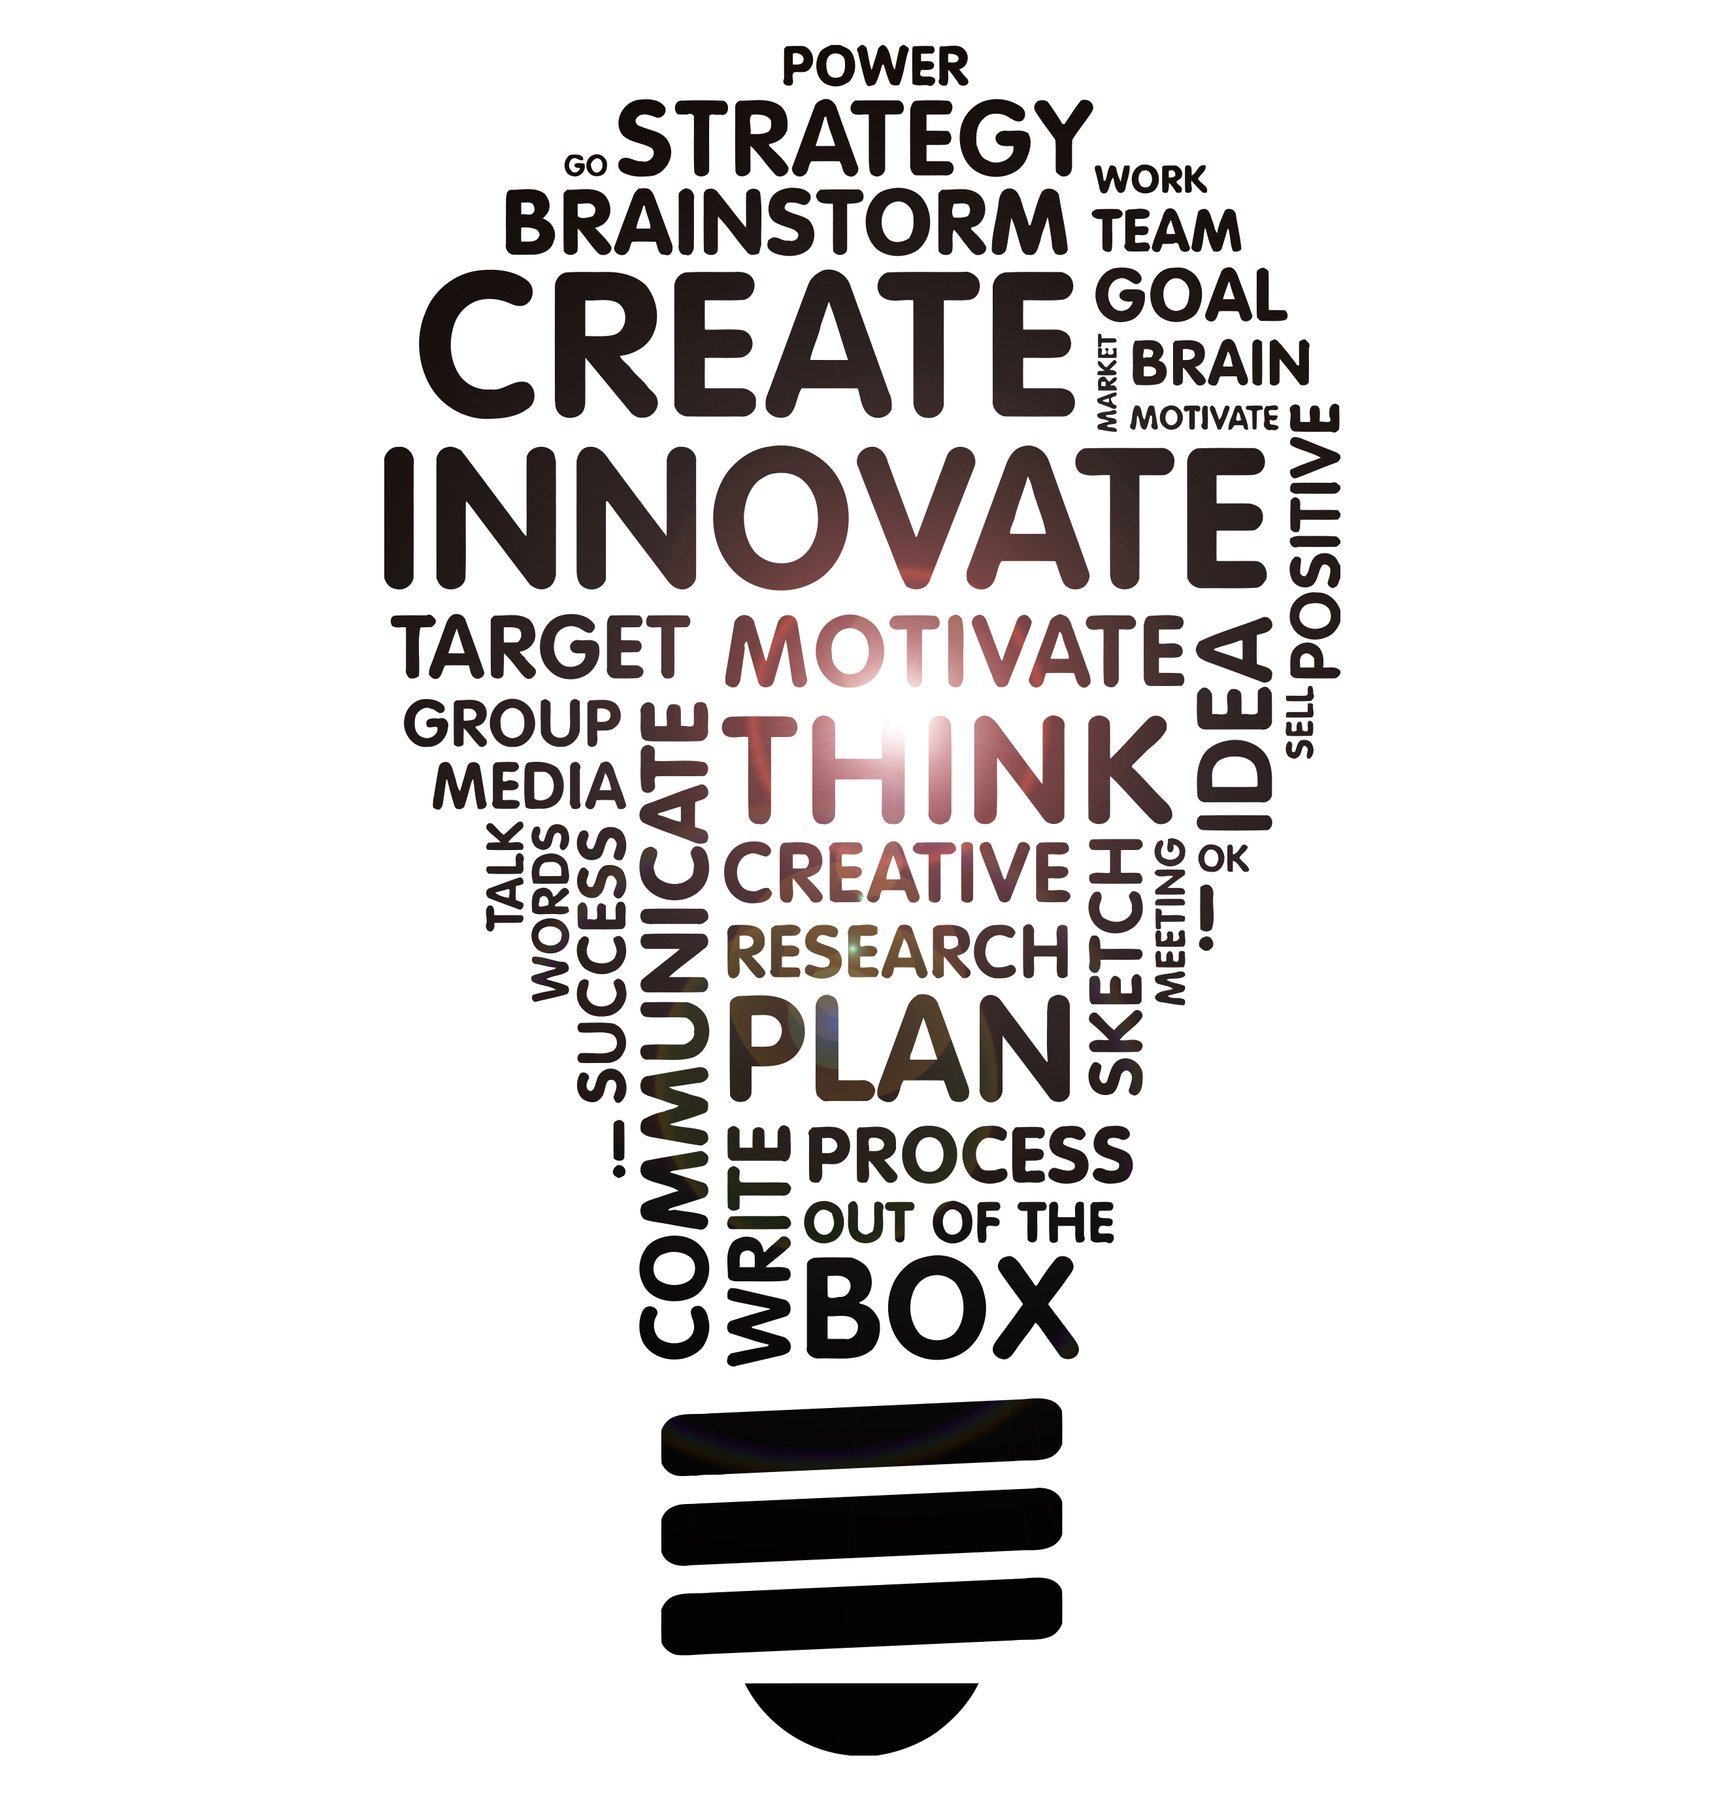 POWER
STRATEGY
GO
WORK
BRAINSTORM
TEAM
CREATE
GOAL
MARKET
BRAIN
MOTIVATE
POSITIVE
INNOVATE
TARGET
MOTIVATE
IDEA
SELL
GROUP
COMMUNICATE
THINK
MEDIA
TALK
WORDS
SUCCESS
!
CREATIVE
SKETCH
MEETING
OK
!
RESEARCH
PLAN
WRITE
PROCESS
OUT OF THE
BOX